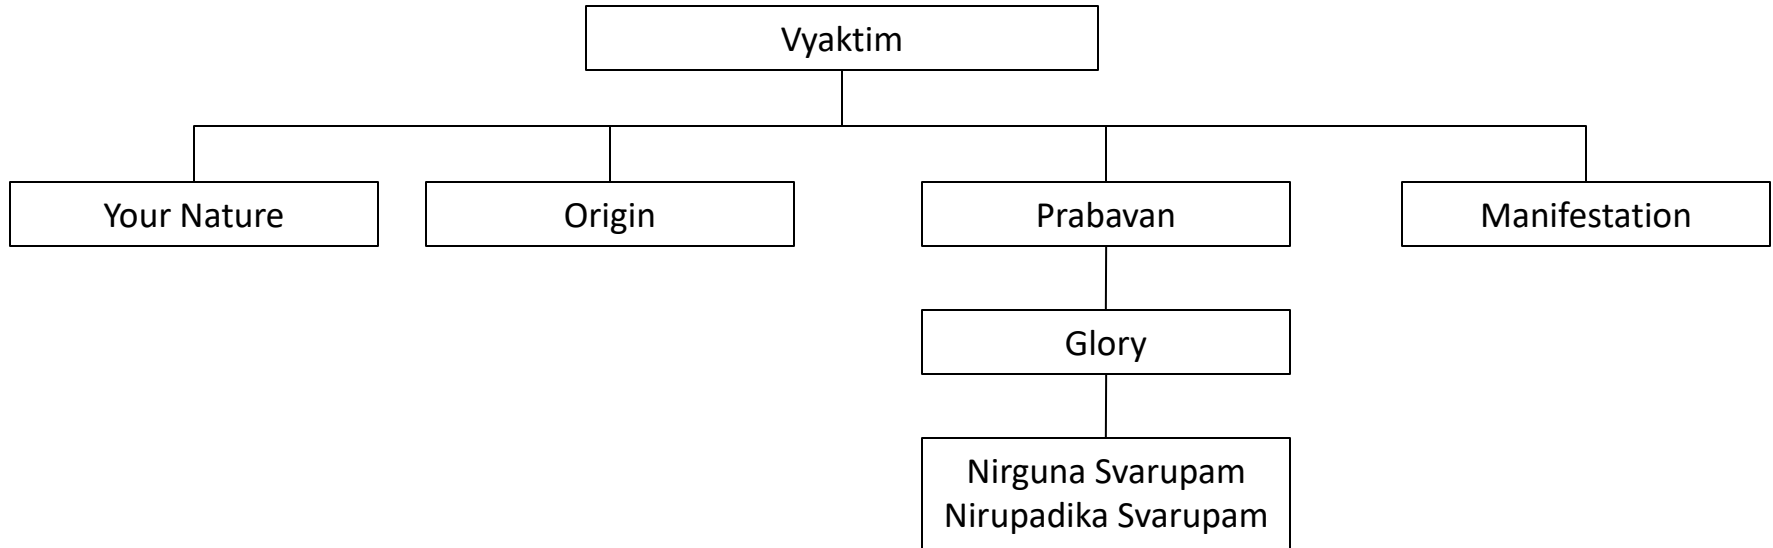 Vyaktim
Your Nature
Origin
Prabavan
Manifestation
Glory
Nirguna Svarupam
Nirupadika Svarupam